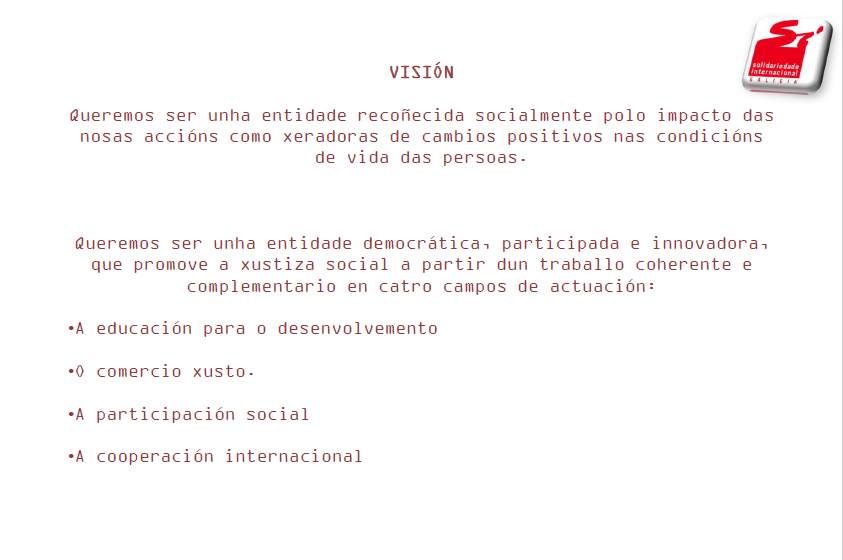 solidariedade
internacional
GALICIA
VISIÓN
Queremos ser unha entidade recoñecida socialmente polo impacto das
nosas accións como xeradoras de cambios positivos nas condicións
de vida das persoas.
Queremos ser unha entidade democrática, participada e innovadora,
que promove a xustiza social a partir dun traballo coherente e
complementario en catro campos de actuación:
•A educación para o desenvolvemento
•O comercio xusto.
•A participación social
•A cooperación internacional